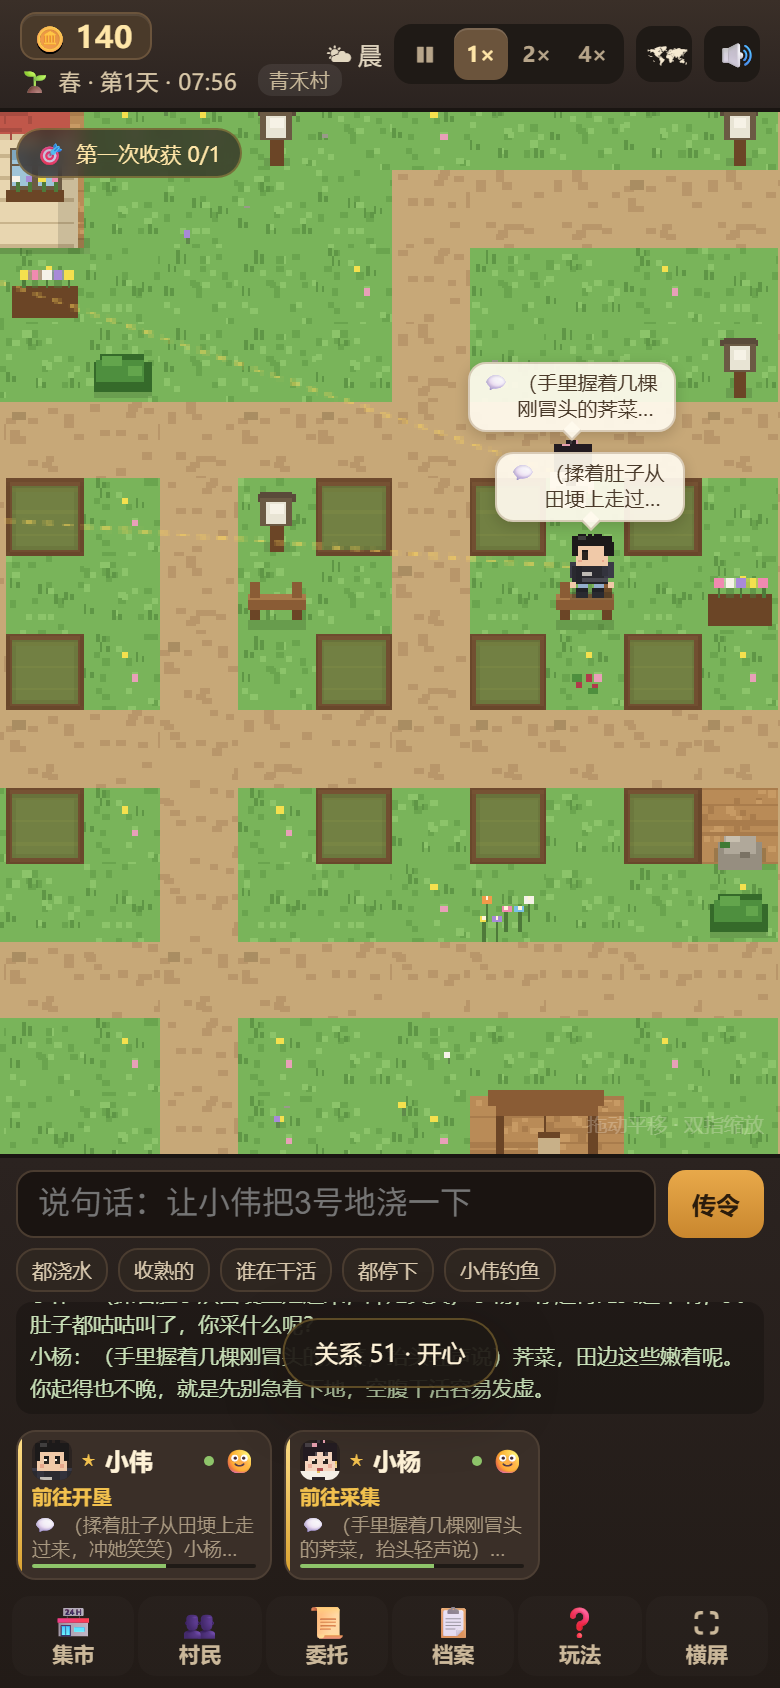 140
晨
1×
2×
4×
春 · 第1天 · 07:56
青禾村
第一次收获 0/1
（手里握着几棵
刚冒头的荠菜...
（揉着肚子从
田埂上走过...
拖动平移 · 双指缩放
说句话：让小伟把3号地浇一下
传令
都浇水
收熟的
谁在干活
都停下
小伟钓鱼
肚子都咕咕叫了，你采什么呢？
关系 51 · 开心
小杨：（手里握着几棵刚冒头的
）荠菜，田边这些嫩着呢。
你起得也不晚，就是先别急着下地，空腹干活容易发虚。
小伟
前往开垦
（揉着肚子从田埂上走
过来，冲她笑笑）小杨...
小杨
前往采集
（手里握着几棵刚冒头
的荠菜，抬头轻声说）...
24H
集市
村民
委托
档案
玩法
横屏